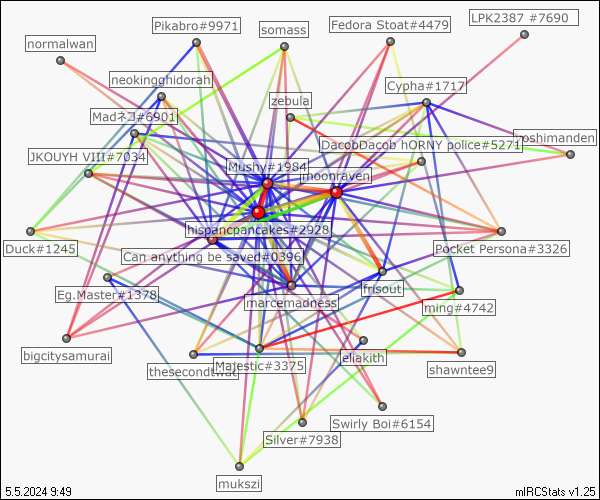 LPK2387 #7690
Pikabro#9971
somass
Fedora Stoat#4479
normalwan
neokingghidorah
Cypha#1717
zebula
Madネコ#6901
yoshimanden
DacobDacob hORNY police#5271
JKOUYH VIII#7034
Mushy#1984
moonraven
hispancpancakes#2928
Duck#1245
Can anything be saved#0396
Pocket Persona#3326
Eg.Master#1378
marcemadness
frisout
ming#4742
bigcitysamurai
thesecondtwat
Majestic#3375
eliakith
shawntee9
Swirly Boi#6154
Silver#7938
mukszi
5.5.2024 9:49
mIRCStats v1.25